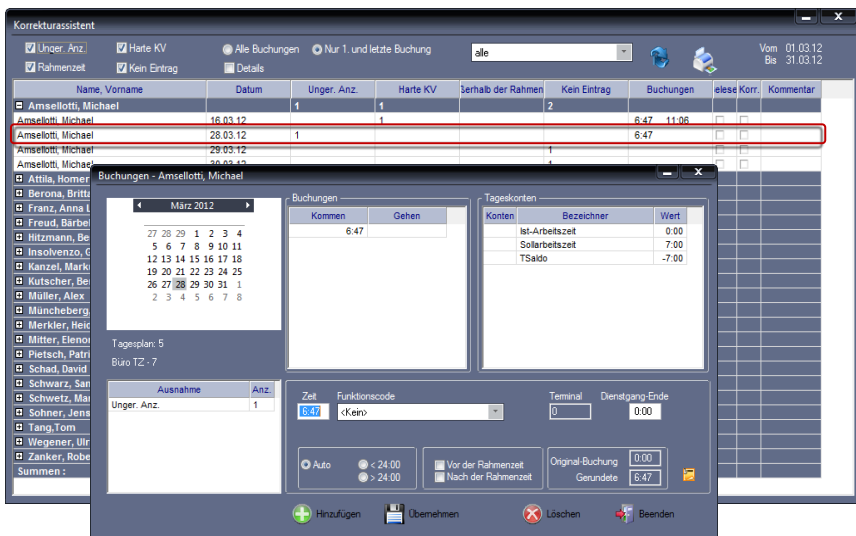 Korrekturassistent
Unger. Anz. Harte KV Alle Buchungen Nur 1. und letzte Buchung alle Vom 01.03.12
Rahmenzeit Kein Eintrag Details Bis 31.03.12
Name, Vorname Datum Unger. Anz. Harte KV ßerhalb der Rahmen Kein Eintrag Buchungen elese Korr. Kommentar
Amsellotti, Michael 1 1 2
Amsellotti, Michael 16.03.12 1 6:47 11:06
Amsellotti, Michael 28.03.12 1 6:47
Amsellotti, Michael 29.03.12 1
Amsellotti, Michael 30.03.12 1
Attila, Homer
Berona, Britta
Franz, Anna L
Freud, Bärbel
Hitzmann, Be
Insolvenzo, G
Kanzel, Mark
Kutscher, Be
Müller, Alex
Müncheberg,
Merkler, Heid
Mitter, Eleno
Pietsch, Patri
Schad, David
Schwarz, San
Schwetz, Ma
Sohner, Jens
Tang,Tom
Wegener, Ulr
Zanker, Robe
Summen :
Buchungen - Amsellotti, Michael
März 2012
27 28 29 1 2 3 4
5 6 7 8 9 10 11
12 13 14 15 16 17 18
19 20 21 22 23 24 25
26 27 28 29 30 31 1
2 3 4 5 6 7 8
Tagesplan: 5
Büro TZ - 7
Buchungen
Kommen Gehen
6:47
Tageskonten
Konten Bezeichner Wert
Ist-Arbeitszeit 0:00
Sollarbeitszeit 7:00
TSaldo -7:00
Ausnahme Anz.
Unger. Anz. 1
Zeit Funktionscode Terminal Dienstgang-Ende
6:47 <Kein> 0 0:00
Auto < 24:00 Vor der Rahmenzeit Original-Buchung 0:00
> 24:00 Nach der Rahmenzeit Gerundete 6:47
Hinzufügen Übernehmen Löschen Beenden